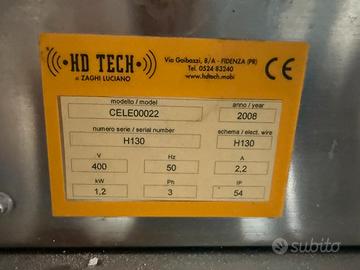 HD TECH
di ZAGHI LUCIANO
Via Gaibazzi, 8/A - FIDENZA (PR)
Tel. 0524 83240
www.hdtech.mobi
CE
modello / model
anno / year
CELE00022
2008
numero serie / serial number
schema / elect. wire
H130
H130
V
Hz
A
400
50
2,2
kW
Ph
IP
1,2
3
54
subito